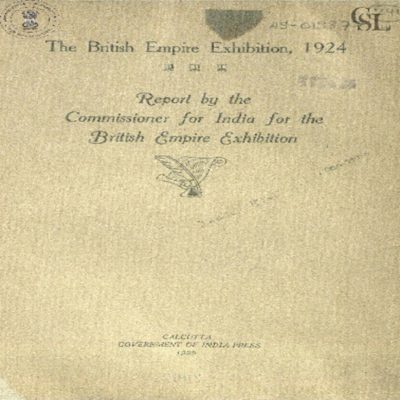 CSL
The British Empire Exhibition, 1924
Report by the
Commissioner for India for the
British Empire Exhibition
CALCUTTA
GOVERNMENT OF INDIA PRESS